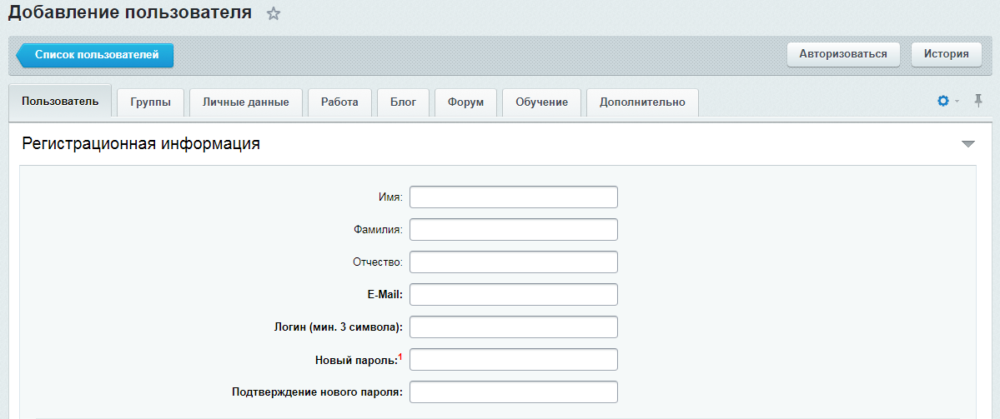 Добавление пользователя
Список пользователей Авторизоваться История
Пользователь Группы Личные данные Работа Блог Форум Обучение Дополнительно
Регистрационная информация
Имя:
Фамилия:
Отчество:
E-Mail:
Логин (мин. 3 символа):
Новый пароль:1
Подтверждение нового пароля: